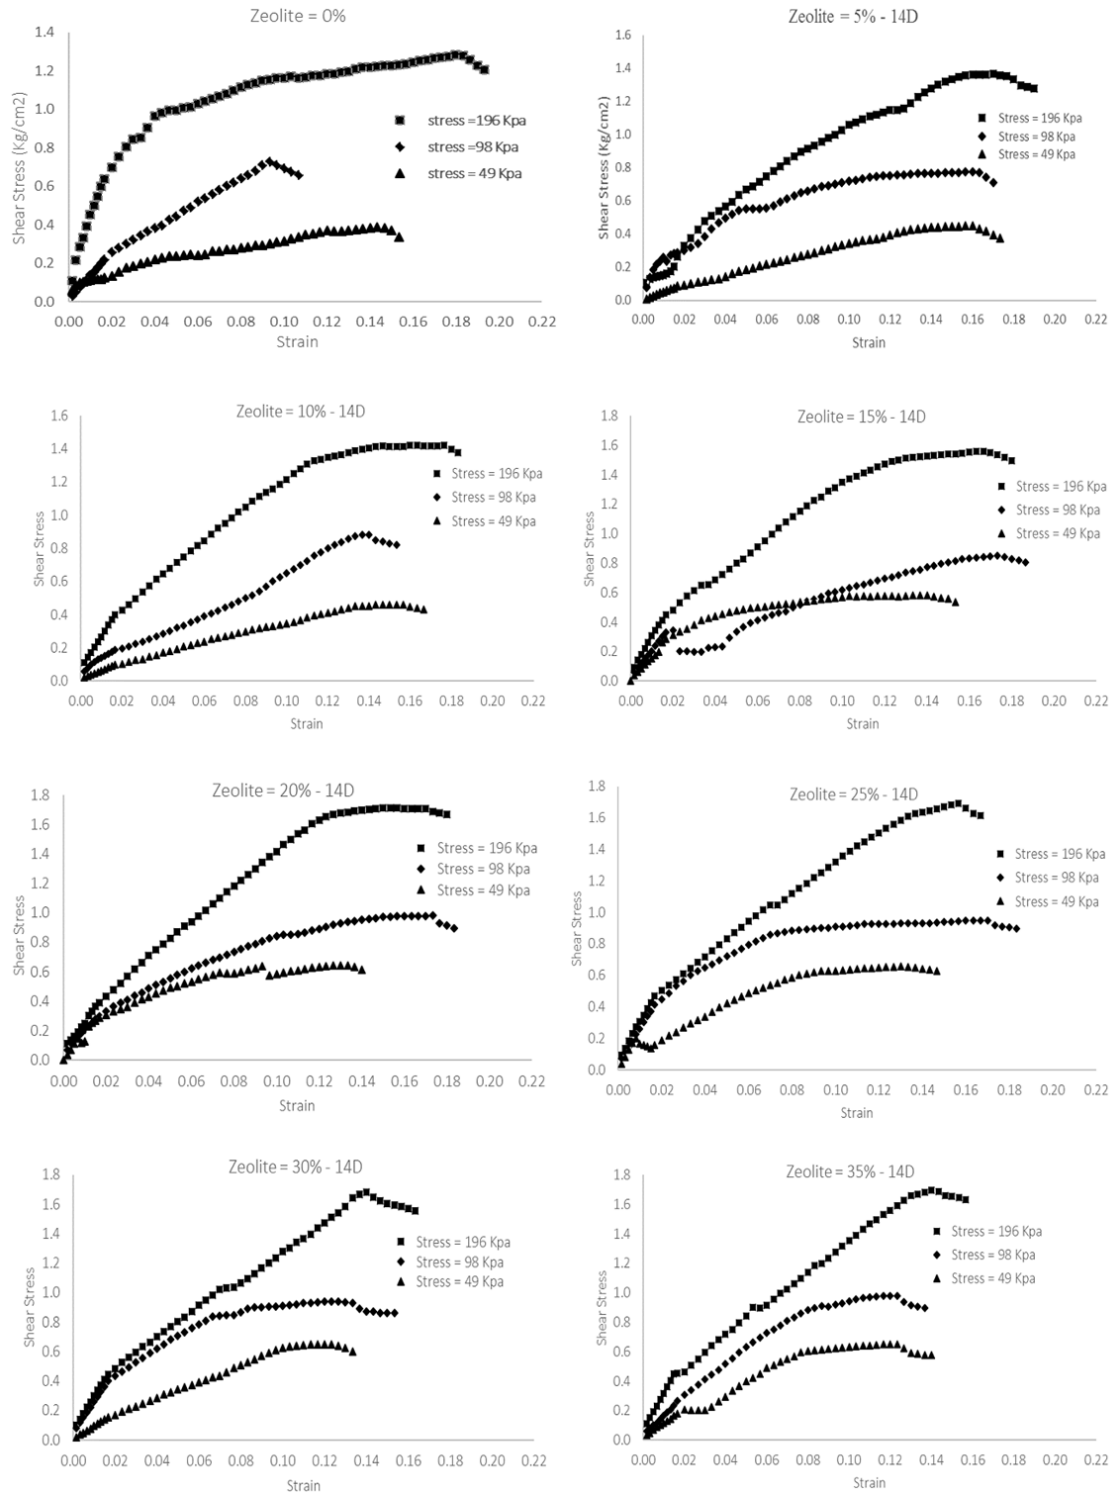 Zeolite = 0%
1.4
1.2
1.0
0.8
0.6
0.4
0.2
0.0
Shear Stress (Kg/cm2)
stress =196 Kpa
stress =98 Kpa
stress = 49 Kpa
0.00 0.02 0.04 0.06 0.08 0.10 0.12 0.14 0.16 0.18 0.20 0.22
Strain
Zeolite = 5% - 14D
1.6
1.4
1.2
1.0
0.8
0.6
0.4
0.2
0.0
Shear Stress (Kg/cm2)
stress = 196 Kpa
stress = 98 Kpa
stress = 49 Kpa
0.00 0.02 0.04 0.06 0.08 0.10 0.12 0.14 0.16 0.18 0.20 0.22
Strain
Zeolite = 10% - 14D
1.6
1.4
1.2
1.0
0.8
0.6
0.4
0.2
0.0
Shear Stress
Stress = 196 Kpa
Stress = 98 Kpa
Stress = 49 Kpa
0.00 0.02 0.04 0.06 0.08 0.10 0.12 0.14 0.16 0.18 0.20 0.22
Strain
Zeolite = 15% - 14D
1.8
1.6
1.4
1.2
1.0
0.8
0.6
0.4
0.2
0.0
Shear Stress
Stress = 196 Kpa
Stress = 98 Kpa
Stress = 49 Kpa
0.00 0.02 0.04 0.06 0.08 0.10 0.12 0.14 0.16 0.18 0.20 0.22
Strain
Zeolite = 20% - 14D
1.8
1.6
1.4
1.2
1.0
0.8
0.6
0.4
0.2
0.0
Shear Stress
Stress = 196 Kpa
Stress = 98 Kpa
Stress = 49 Kpa
0.00 0.02 0.04 0.06 0.08 0.10 0.12 0.14 0.16 0.18 0.20 0.22
Strain
Zeolite = 25% - 14D
1.8
1.6
1.4
1.2
1.0
0.8
0.6
0.4
0.2
0.0
Shear Stress
Stress = 196 Kpa
Stress = 98 Kpa
Stress = 49 Kpa
0.00 0.02 0.04 0.06 0.08 0.10 0.12 0.14 0.16 0.18 0.20 0.22
Strain
Zeolite = 30% - 14D
1.8
1.6
1.4
1.2
1.0
0.8
0.6
0.4
0.2
0.0
Shear Stress
Stress = 196 Kpa
Stress = 98 Kpa
Stress = 49 Kpa
0.00 0.02 0.04 0.06 0.08 0.10 0.12 0.14 0.16 0.18 0.20 0.22
Strain
Zeolite = 35% - 14D
1.8
1.6
1.4
1.2
1.0
0.8
0.6
0.4
0.2
0.0
Shear Stress
Stress = 196 Kpa
Stress = 98 Kpa
Stress = 49 Kpa
0.00 0.02 0.04 0.06 0.08 0.10 0.12 0.14 0.16 0.18 0.20 0.22
Strain